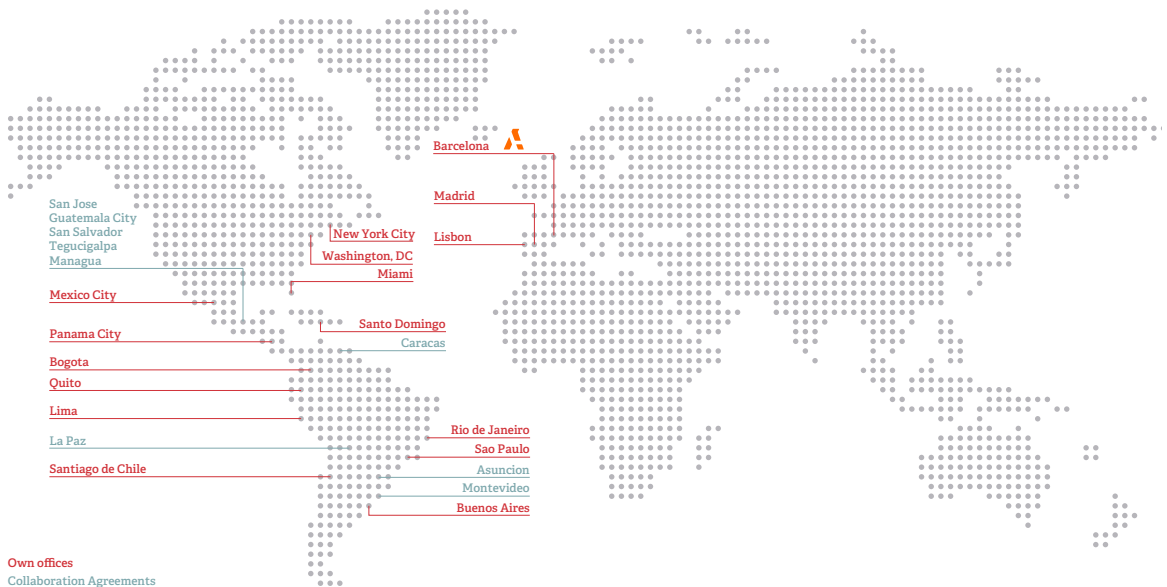 Barcelona
Madrid
Lisbon
San Jose
Guatemala City
San Salvador
Tegucigalpa
Managua
New York City
Washington, DC
Miami
Mexico City
Santo Domingo
Panama City
Caracas
Bogota
Quito
Lima
Rio de Janeiro
La Paz
Sao Paulo
Santiago de Chile
Asuncion
Montevideo
Buenos Aires
Own offices
Collaboration Agreements